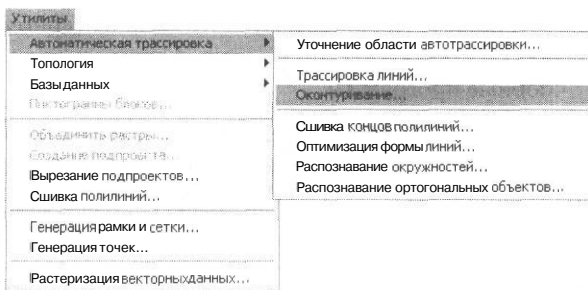 Утилиты
Автоматическая трассировка
Топология
Базы данных
Гистограммы блоков...
Объединить растры...
Создание подпроекта...
Вырезание подпроектов...
Сшивка полилиний...
Генерация рамки и сетки...
Генерация точек...
Растеризация векторных данных...
Уточнение области автотрассировки...
Трассировка линий...
Оконтуривание...
Сшивка концов полилиний...
Оптимизация формы линий...
Распознавание окружностей...
Распознавание ортогональных объектов...